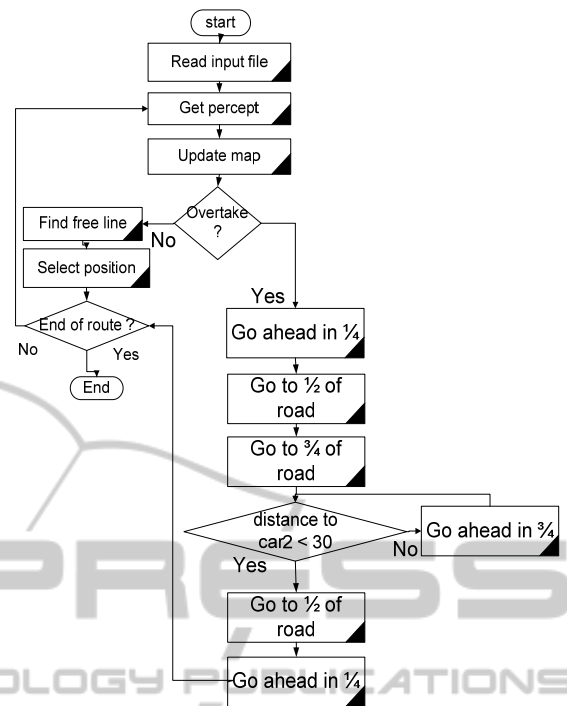 start
Read input file
Get percept
Update map
Overtake
?
No
Yes
Find free line
Select position
End of route ?
No
Yes
End
Go ahead in ¼
Go to ½ of
road
Go to ¾ of
road
distance to
car2 < 30
No
Yes
Go ahead in ¾
Go to ½ of
road
Go ahead in ¼
PRESS
OLOGY PUBLICATIONS